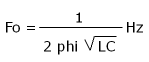 Fo = 1 / 2 phi √LC Hz